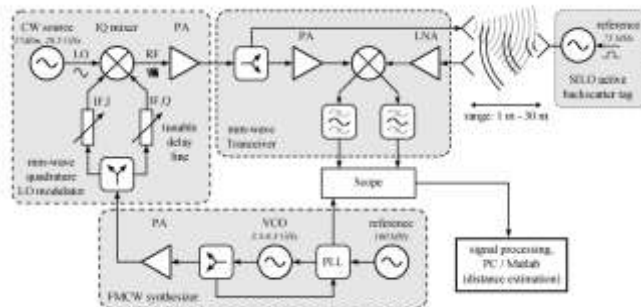 CW source
IQ mixer
PA
LO
RF
IF,I
IF,Q
tunable
delay
line
mm-wave
quadrature
LO modulator
PA
LNA
mm-wave
Tranceiver
reference
SILO active
backscatter tag
range: 1 m - 30 m
Scope
PA
VCO
reference
PLL
FMCW synthesizer
signal processing,
PC / Matlab
(distance estimation)